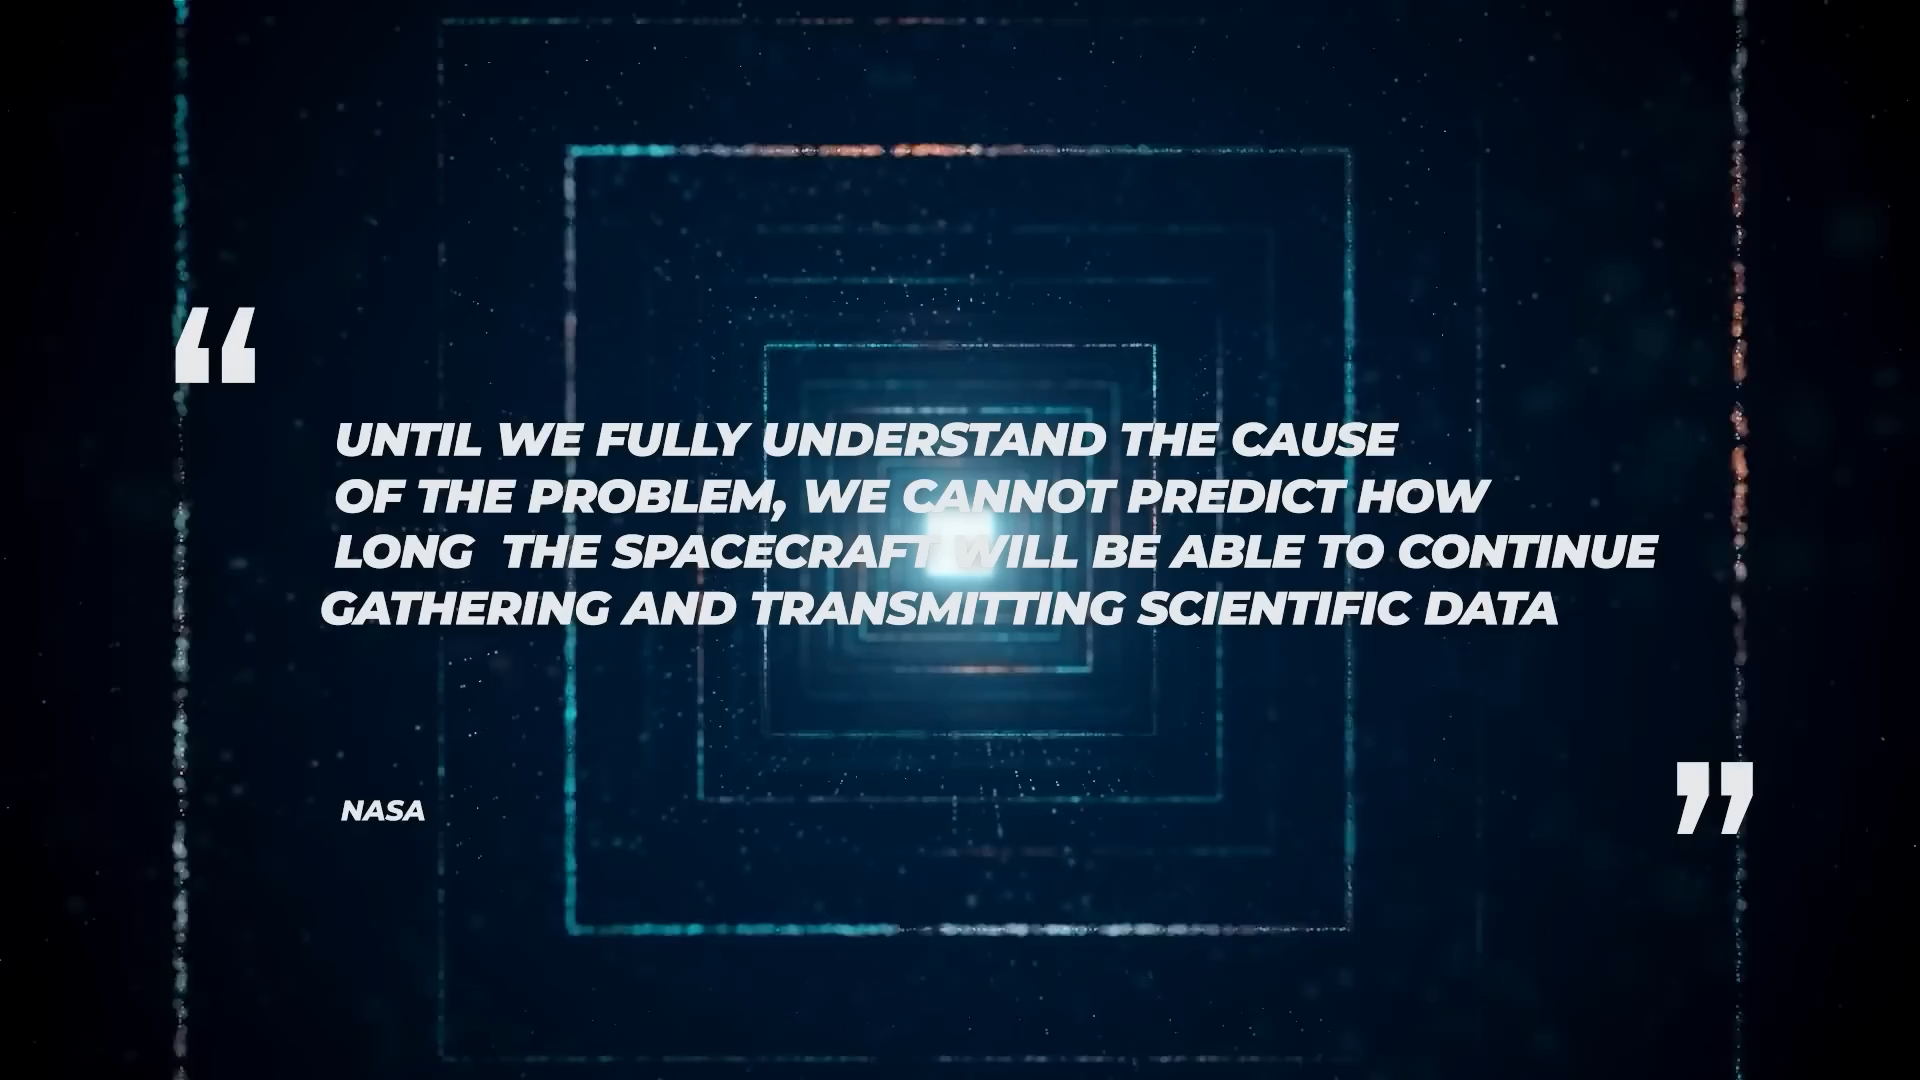 “
UNTIL WE FULLY UNDERSTAND THE CAUSE
OF THE PROBLEM, WE CANNOT PREDICT HOW
LONG  THE SPACECRAFT WILL BE ABLE TO CONTINUE
GATHERING AND TRANSMITTING SCIENTIFIC DATA
”
NASA